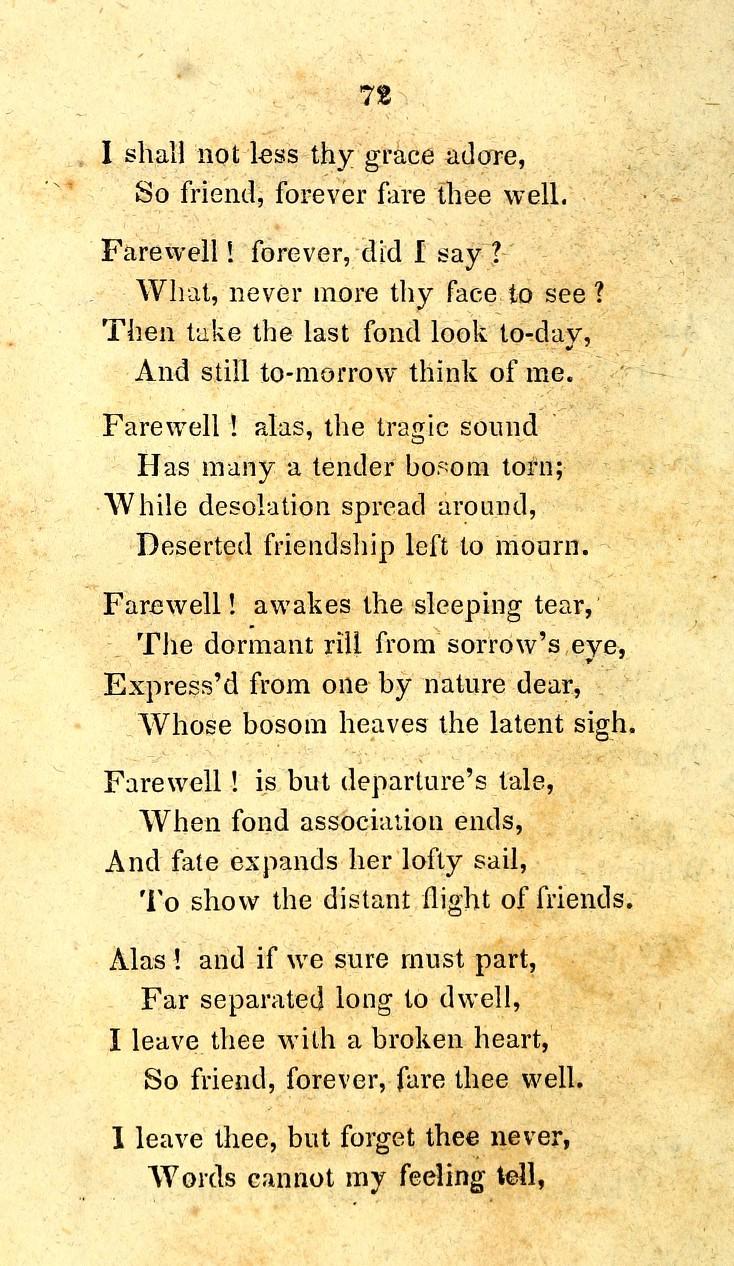 72
I shall not less thy grace adore,
So friend, forever fare thee well.
Farewell! forever, did I say?
What, never more thy face to see?
Then take the last fond look to-day,
And still to-morrow think of me.
Farewell! alas, the tragic sound
Has many a tender bosom torn;
While desolation spread around,
Deserted friendship left to mourn.
Farewell! awakes the sleeping tear,
The dormant rill from sorrow's eye,
Express'd from one by nature dear,
Whose bosom heaves the latent sigh.
Farewell! is but departure's tale,
When fond association ends,
And fate expands her lofty sail,
To show the distant flight of friends.
Alas! and if we sure must part,
Far separated long to dwell,
I leave thee with a broken heart,
So friend, forever, fare thee well.
I leave thee, but forget thee never,
Words cannot my feeling tell,